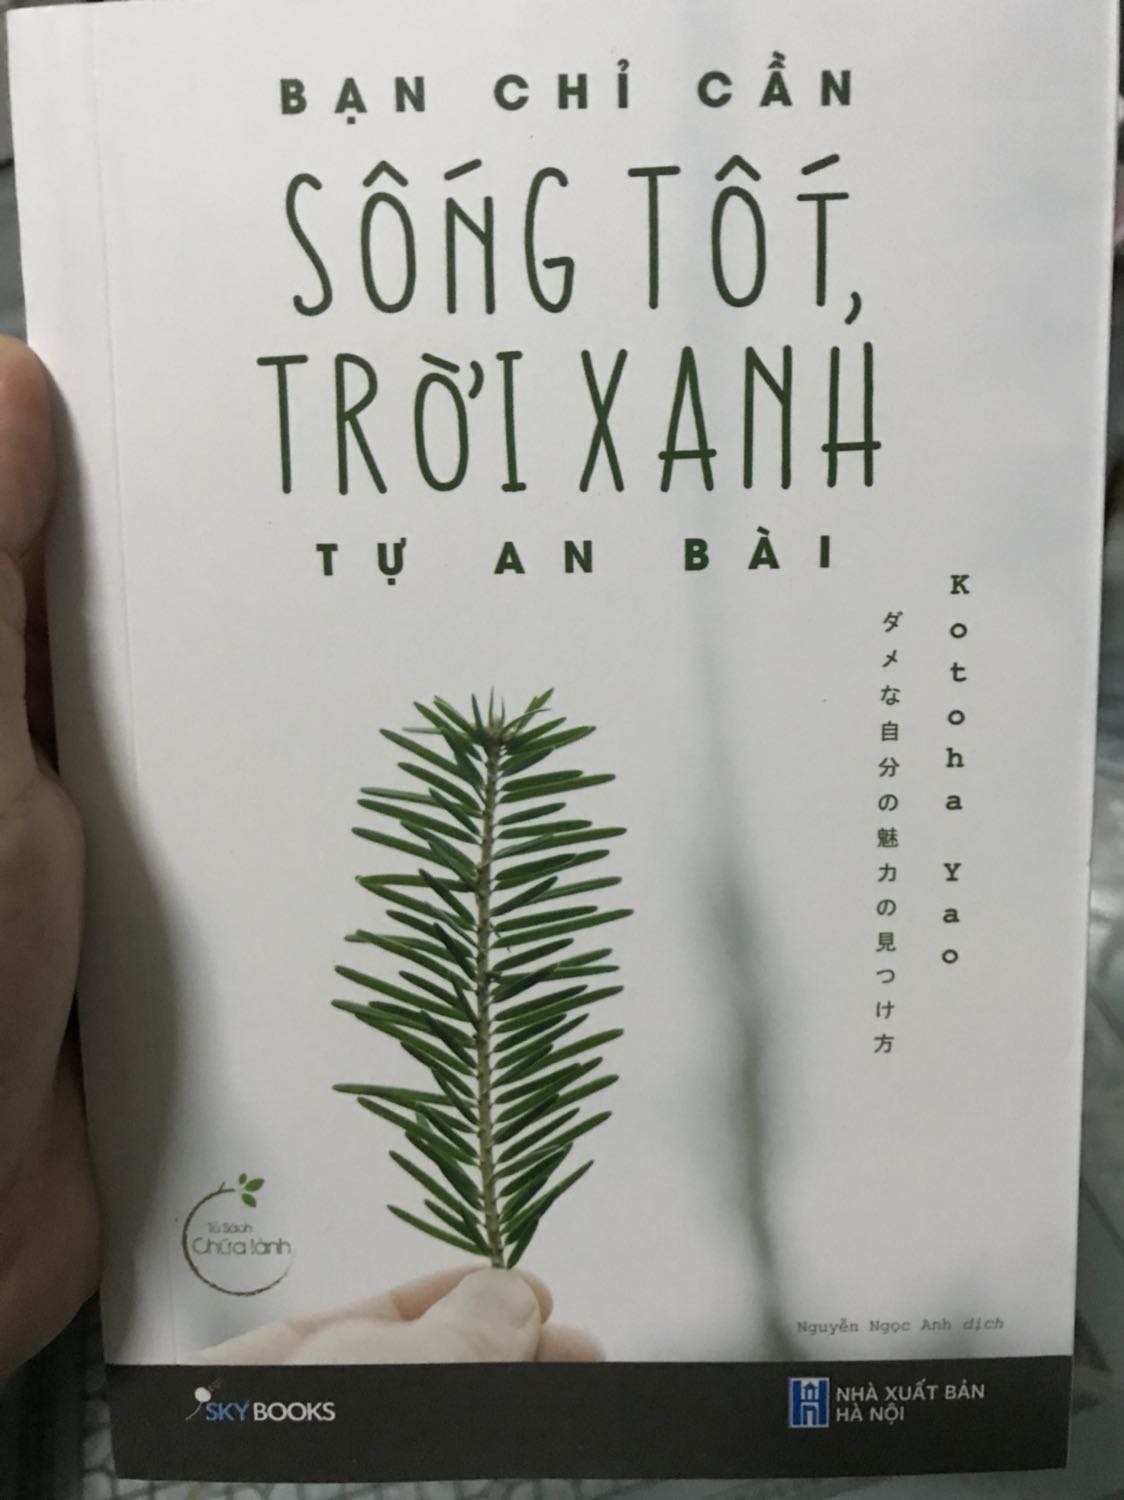 BẠN CHỈ CẦN
SỐNG TỐT,
TRỜI XANH
TỰ AN BÀI
Kotoha Yao
ダメな自分の魅力の見つけ方
Tủ Sách
Chữa lành
Nguyễn Ngọc Anh dịch
SKYBOOKS
NHÀ XUẤT BẢN
HÀ NỘI